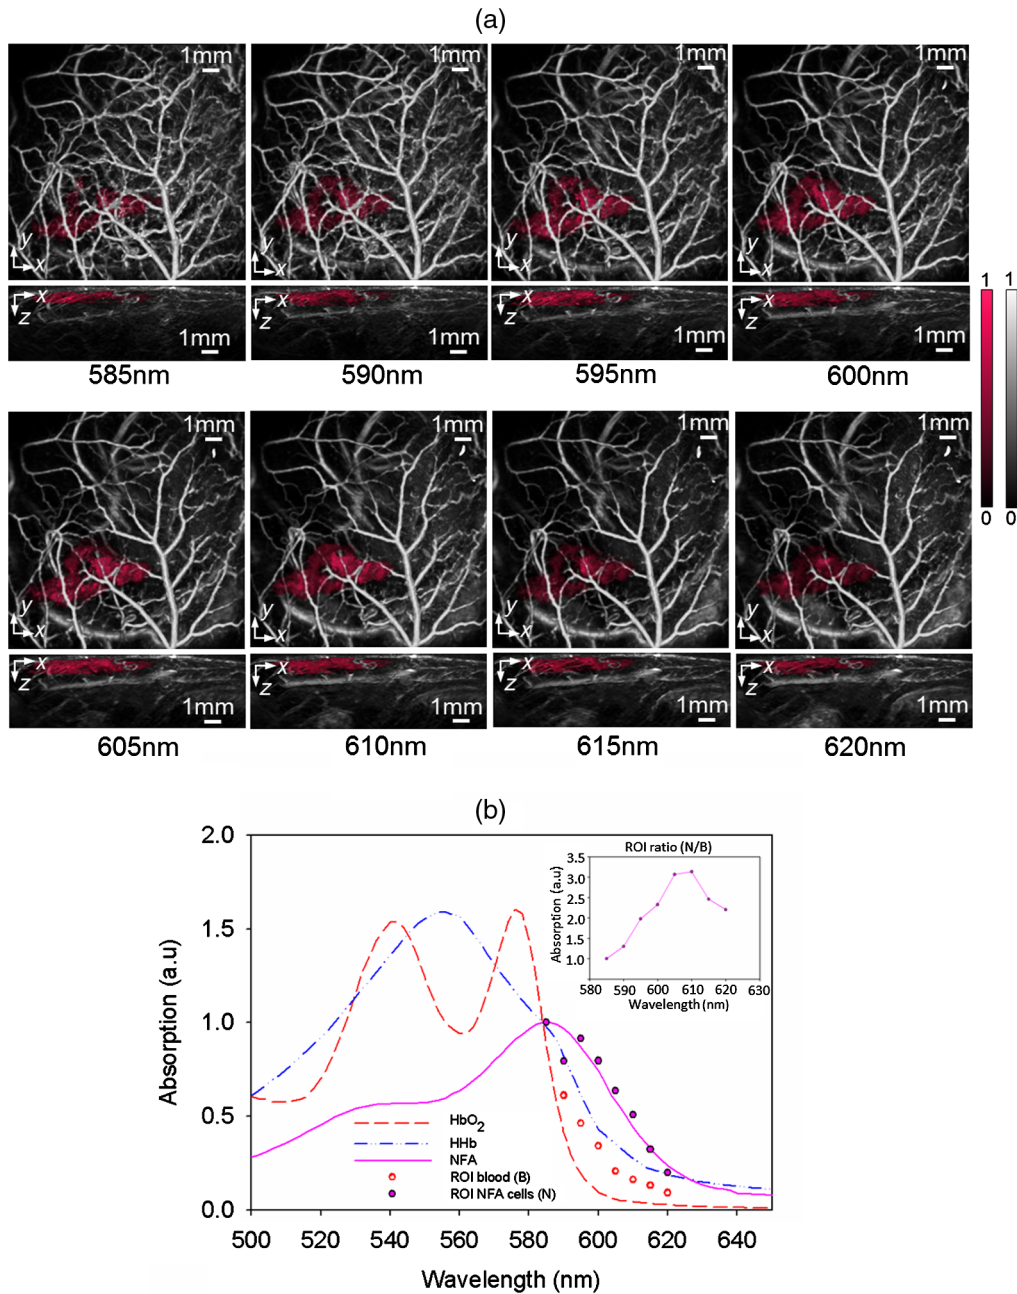 (a)
1mm 1mm 1mm 1mm
y x y x y x y x
x z x z x z x z
1mm 1mm 1mm 1mm
585nm 590nm 595nm 600nm
1 1
0 0
1mm 1mm 1mm 1mm
y x y x y x y x
x z x z x z x z
1mm 1mm 1mm 1mm
605nm 610nm 615nm 620nm
(b)
2.0
1.5
1.0
0.5
0.0
Absorption (a.u)
500 520 540 560 580 600 620 640
Wavelength (nm)
HbO2
HHb
NFA
ROI blood (B)
ROI NFA cells (N)
ROI ratio (N/B)
3.5
3.0
2.5
2.0
1.5
1.0
Absorption (a.u)
580 590 600 610 620 630
Wavelength (nm)